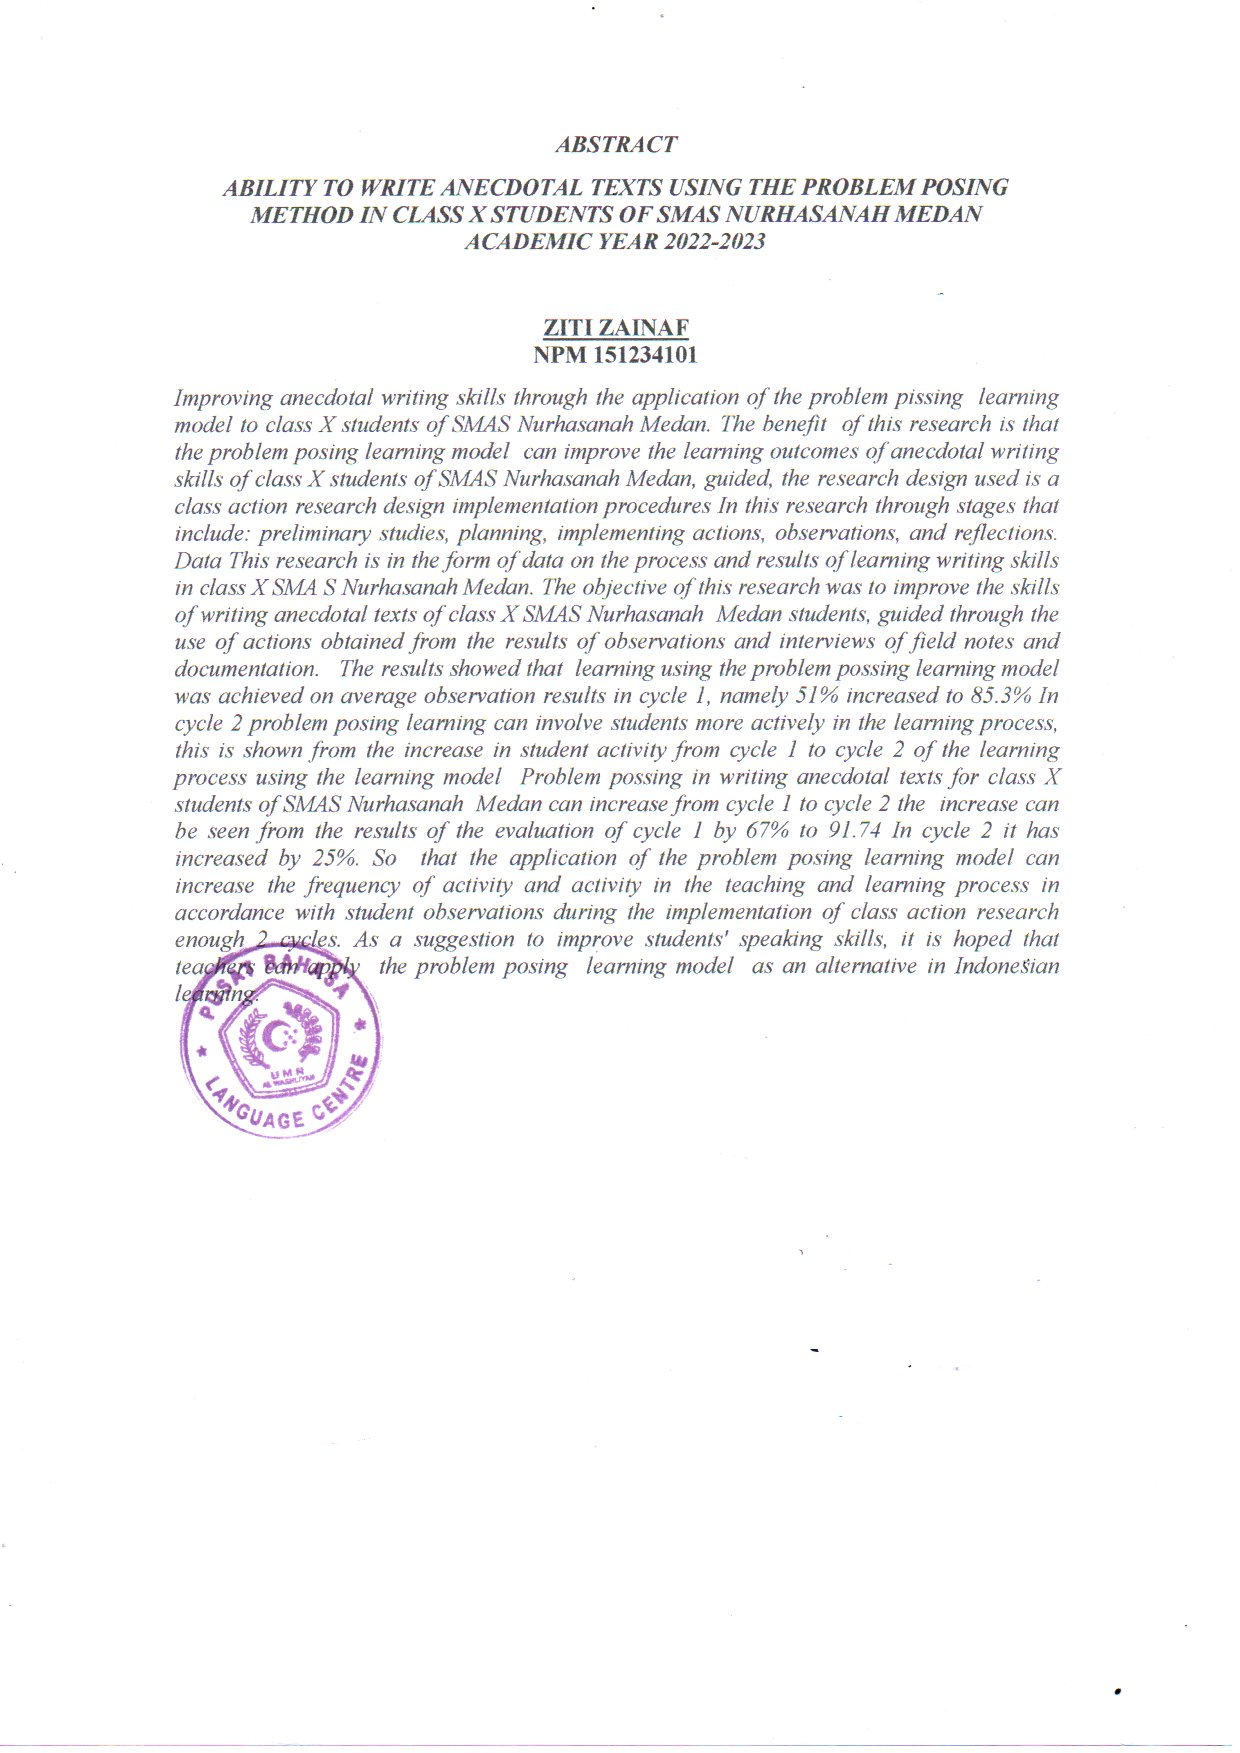 ABSTRACT
ABILITY TO WRITE ANECDOTAL TEXTS USING THE PROBLEM POSING
METHOD IN CLASS X STUDENTS OF SMAS NURHASANAH MEDAN
ACADEMIC YEAR 2022-2023
ZITI ZAINAF
NPM 151234101
Improving anecdotal writing skills through the application of the problem pissing learning
model to class X students of SMAS Nurhasanah Medan. The benefit of this research is that
the problem posing learning model can improve the learning outcomes of anecdotal writing
skills of class X students of SMAS Nurhasanah Medan, guided, the research design used is a
class action research design implementation procedures In this research through stages that
include: preliminary studies, planning, implementing actions, observations, and reflections.
Data This research is in the form of data on the process and results of learning writing skills
in class X SMA S Nurhasanah Medan. The objective of this research was to improve the skills
of writing anecdotal texts of class X SMAS Nurhasanah Medan students, guided through the
use of actions obtained from the results of observations and interviews of field notes and
documentation. The results showed that learning using the problem possing learning model
was achieved on average observation results in cycle 1, namely 51% increased to 85.3% In
cycle 2 problem posing learning can involve students more actively in the learning process,
this is shown from the increase in student activity from cycle 1 to cycle 2 of the learning
process using the learning model Problem possing in writing anecdotal texts for class X
students of SMAS Nurhasanah Medan can increase from cycle 1 to cycle 2 the increase can
be seen from the results of the evaluation of cycle 1 by 67% to 91.74 In cycle 2 it has
increased by 25%. So that the application of the problem posing learning model can
increase the frequency of activity and activity in the teaching and learning process in
accordance with student observations during the implementation of class action research
enough 2 cycles. As a suggestion to improve students' speaking skills, it is hoped that
teachers can apply the problem posing learning model as an alternative in Indonesian
learning.
PUSAT BAHASA
UMN
AL WASHLIYAH
LANGUAGE CENTRE